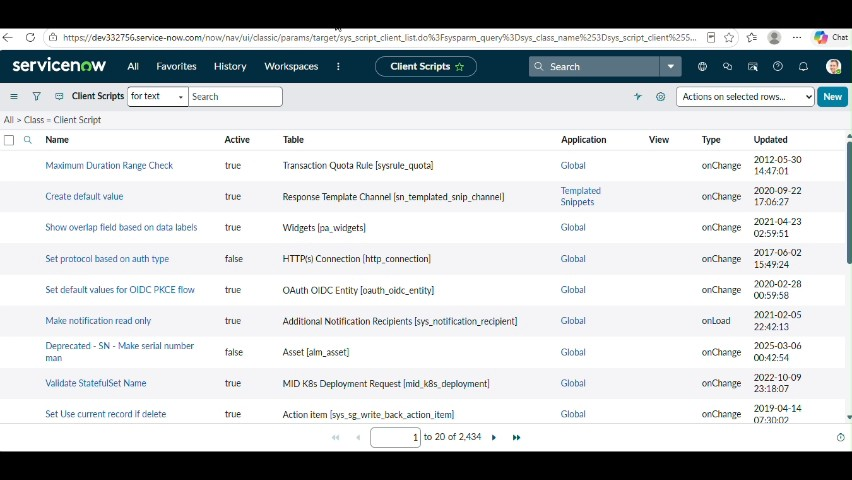 https://dev332756.service-now.com/now/nav/ui/classic/params/target/sys_script_client_list.do%3Fsysparm_query%3Dsys_class_name%253Dsys_script_client%255... Chat
servicenow All Favorites History Workspaces Client Scripts Search
Client Scripts for text Search Actions on selected rows... New
All > Class = Client Script
Name Active Table Application View Type Updated
Maximum Duration Range Check true Transaction Quota Rule [sysrule_quota] Global onChange 2012-05-30
14:47:01
Create default value true Response Template Channel [sn_templated_snip_channel] Templated Snippets onChange 2020-09-22
17:06:27
Show overlap field based on data labels true Widgets [pa_widgets] Global onChange 2021-04-23
02:59:51
Set protocol based on auth type false HTTP(s) Connection [http_connection] Global onChange 2017-06-02
15:49:24
Set default values for OIDC PKCE flow true OAuth OIDC Entity [oauth_oidc_entity] Global onChange 2020-02-28
00:59:58
Make notification read only true Additional Notification Recipients [sys_notification_recipient] Global onLoad 2021-02-05
22:42:13
Deprecated - SN - Make serial number man false Asset [alm_asset] Global onChange 2025-03-06
00:42:54
Validate StatefulSet Name true MID K8s Deployment Request [mid_k8s_deployment] Global onChange 2022-10-09
23:18:07
Set Use current record if delete true Action item [sys_sg_write_back_action_item] Global onChange 2019-04-14
07:30:02
1 to 20 of 2,434